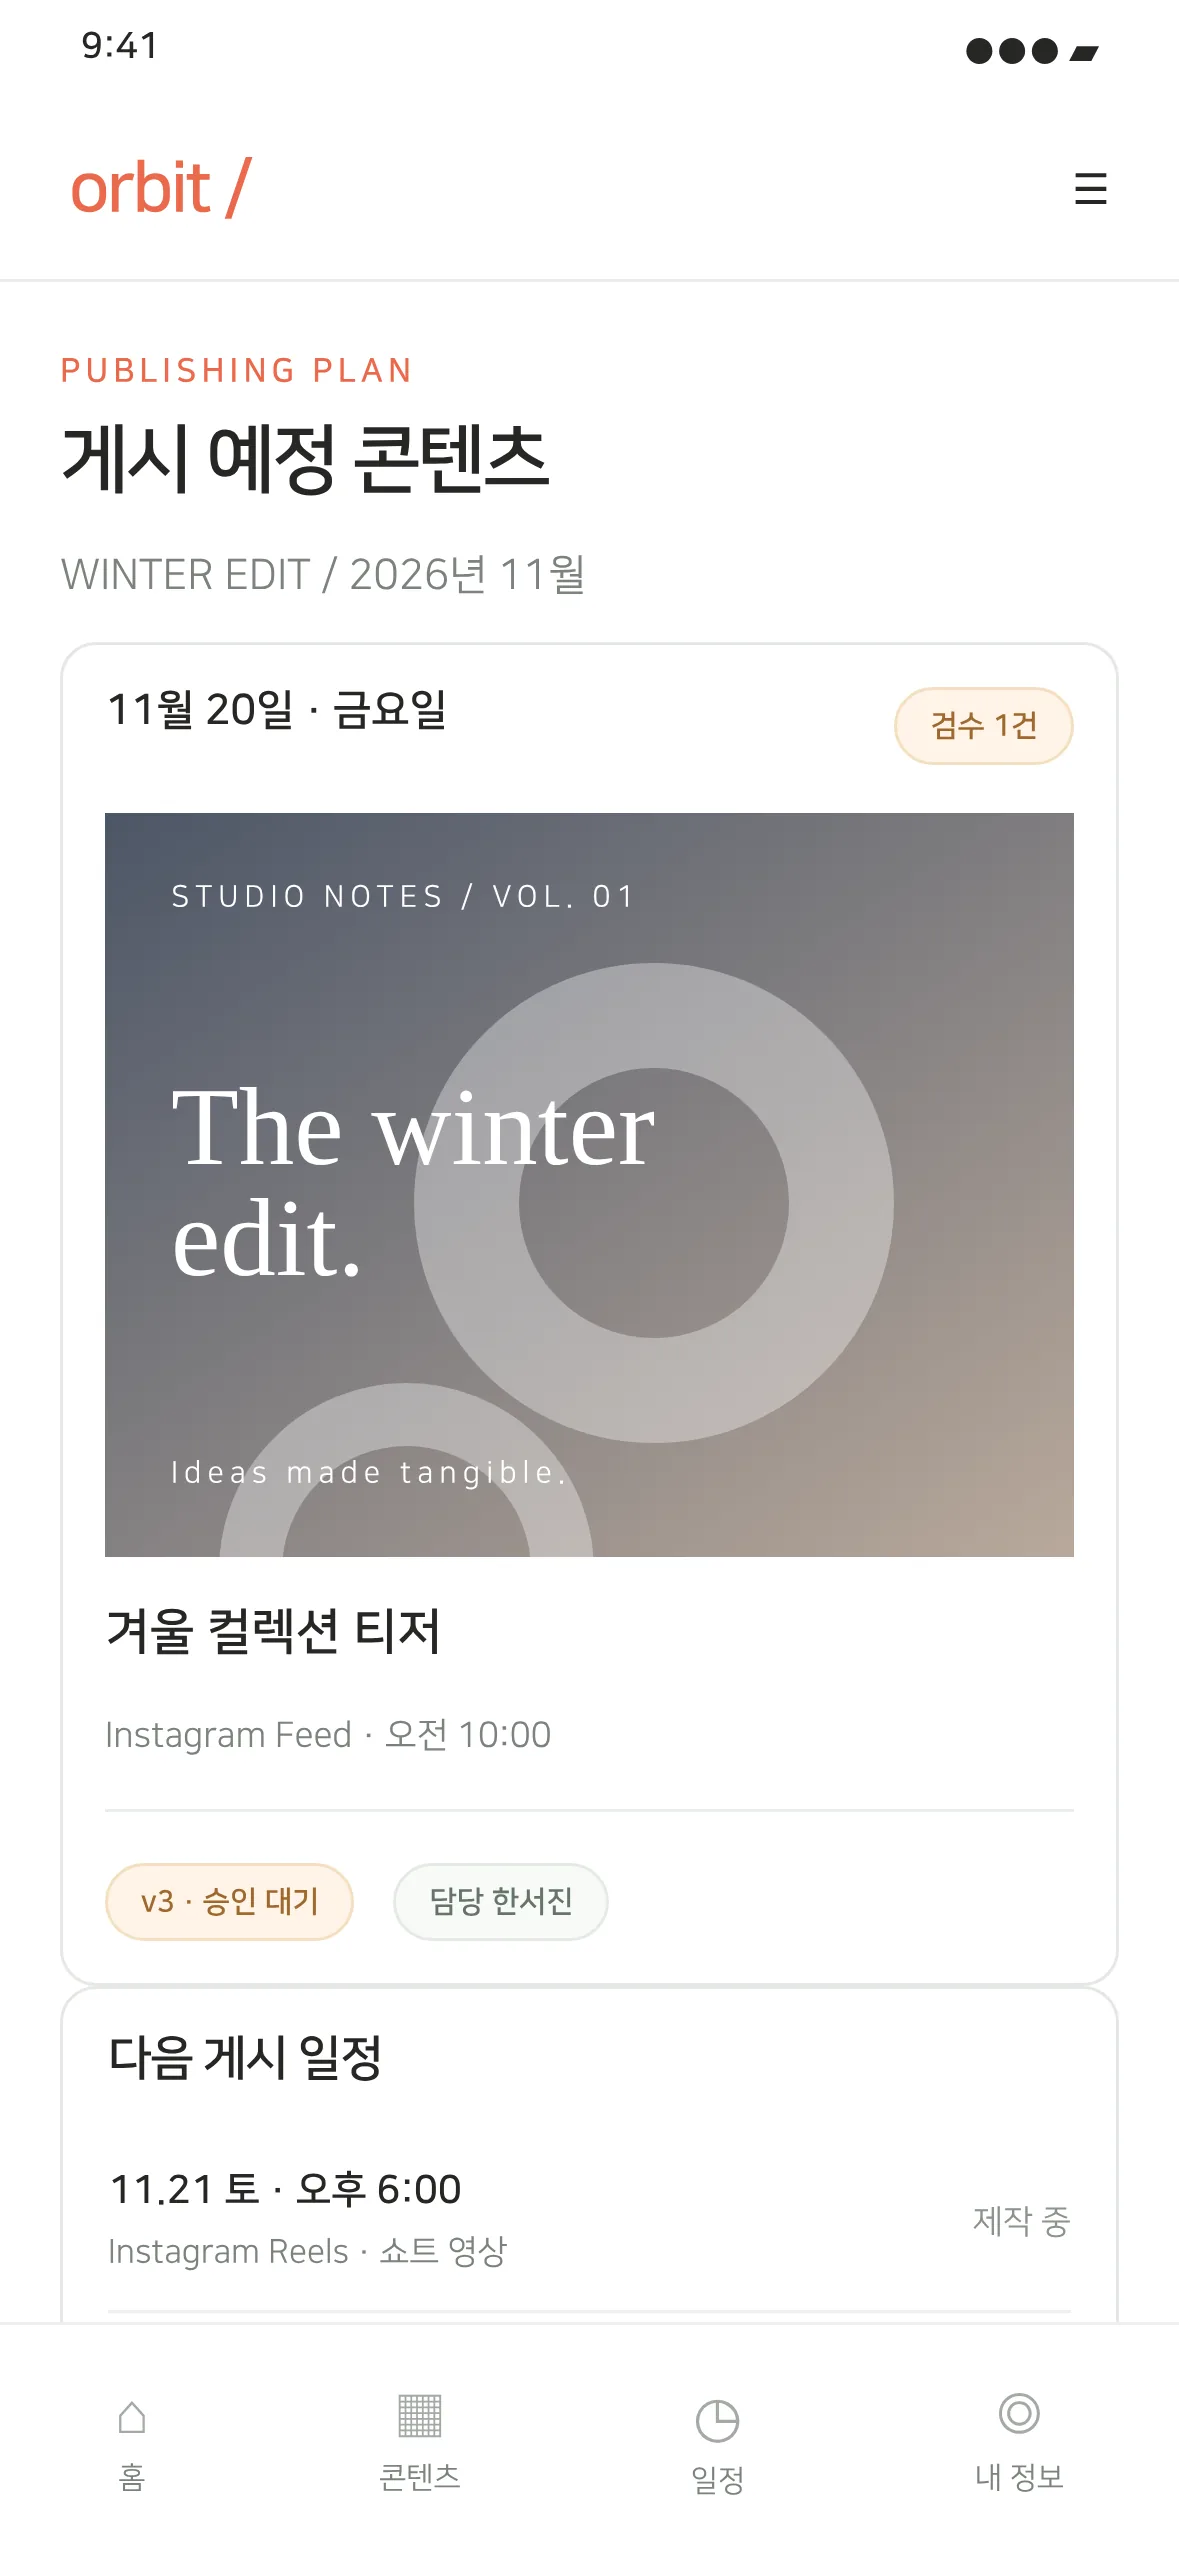 9:41
orbit /
PUBLISHING PLAN
게시 예정 콘텐츠
WINTER EDIT / 2026년 11월
11월 20일 · 금요일
검수 1건
STUDIO NOTES / VOL. 01
The winter
edit.
Ideas made tangible.
겨울 컬렉션 티저
Instagram Feed · 오전 10:00
v3 · 승인 대기
담당 한서진
다음 게시 일정
11.21 토 · 오후 6:00
제작 중
Instagram Reels · 쇼트 영상
홈
콘텐츠
일정
내 정보